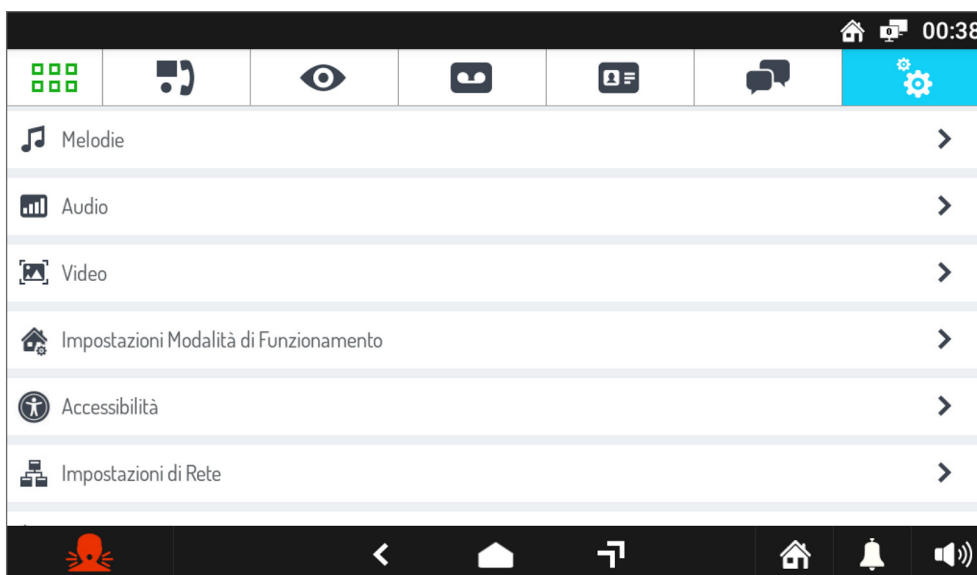 00:38
Melodie
Audio
Video
Impostazioni Modalità di Funzionamento
Accessibilità
Impostazioni di Rete